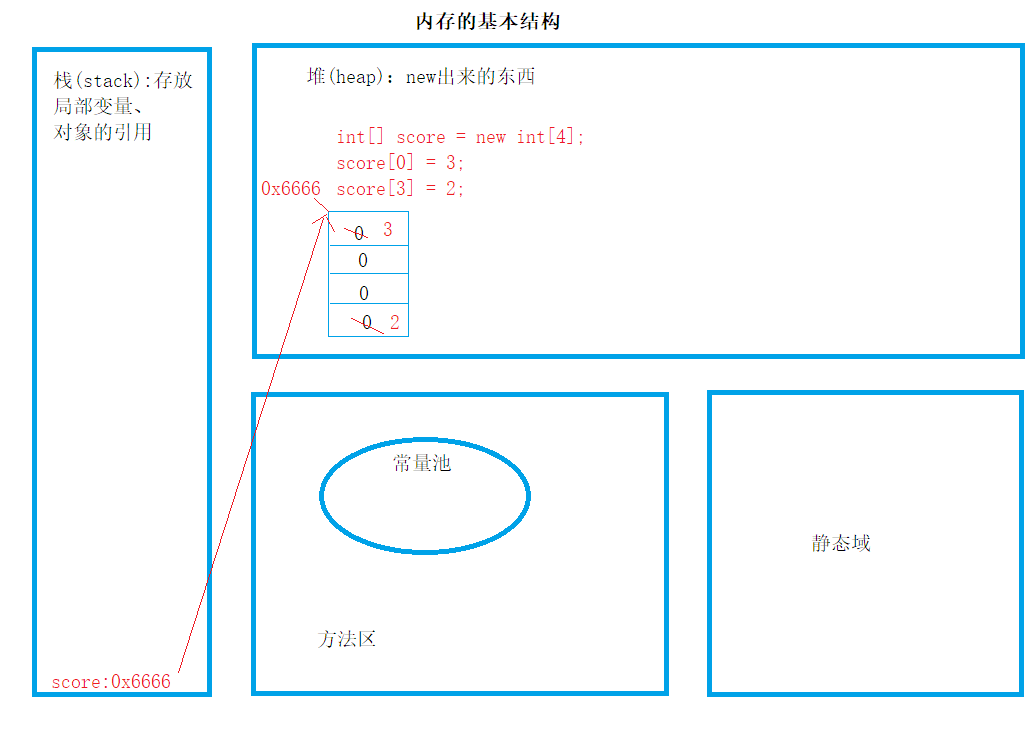 内存的基本结构
栈(stack):存放
局部变量、
对象的引用
堆(heap)：new出来的东西
int[] score = new int[4];
score[0] = 3;
0x6666 score[3] = 2;
0 3
0
0
0 2
常量池
方法区
静态域
score:0x6666